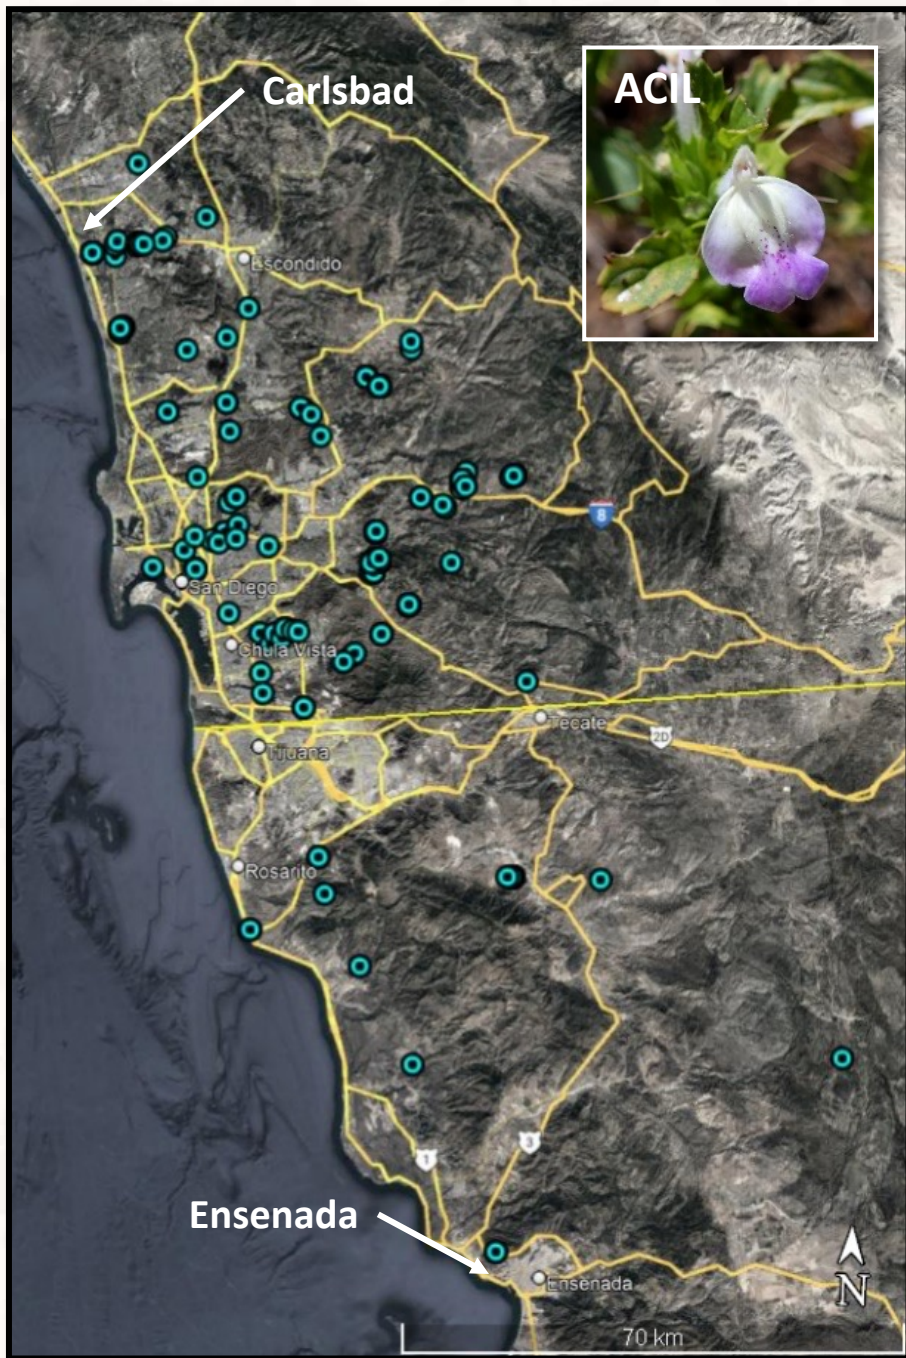 Carlsbad
ACIL
Escondido
8
San Diego
Chula Vista
Tecate
2D
Tijuana
Rosarito
1
3
Ensenada
Ensenada
N
70 km